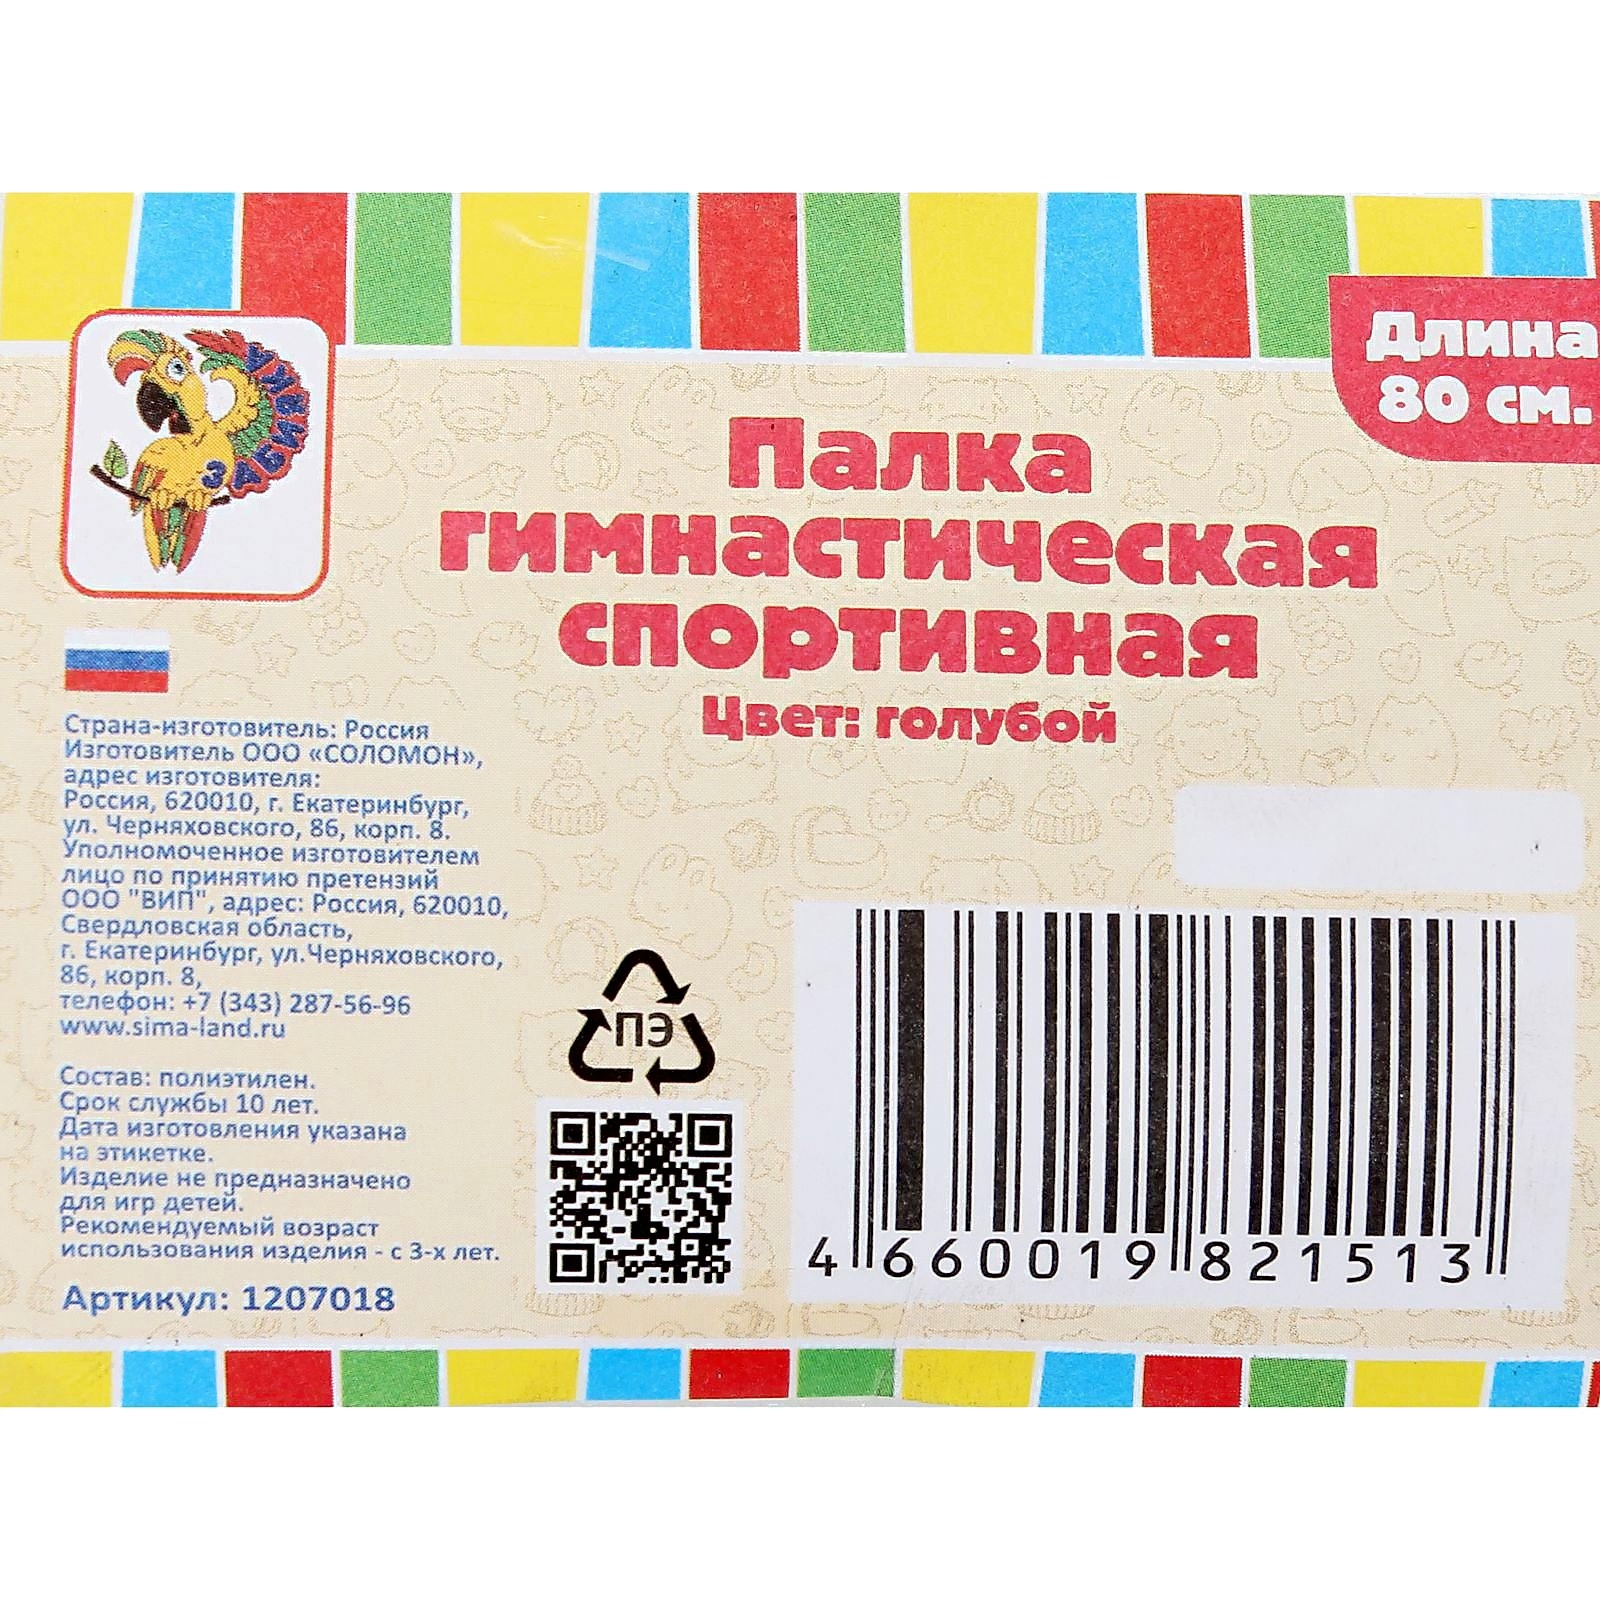 Длина
80 см.
ЗАБИЯКА
Палка
гимнастическая
спортивная
Цвет: голубой
Страна-изготовитель: Россия
Изготовитель ООО «СОЛОМОН»,
адрес изготовителя:
Россия, 620010, г. Екатеринбург,
ул. Черняховского, 86, корп. 8.
Уполномоченное изготовителем
лицо по принятию претензий
ООО "ВИП", адрес: Россия, 620010,
Свердловская область,
г. Екатеринбург, ул.Черняховского,
86, корп. 8,
телефон: +7 (343) 287-56-96
www.sima-land.ru
Состав: полиэтилен.
Срок службы 10 лет.
Дата изготовления указана
на этикетке.
Изделие не предназначено
для игр детей.
Рекомендуемый возраст
использования изделия - с 3-х лет.
Артикул: 1207018
ПЭ
4 660019 821513